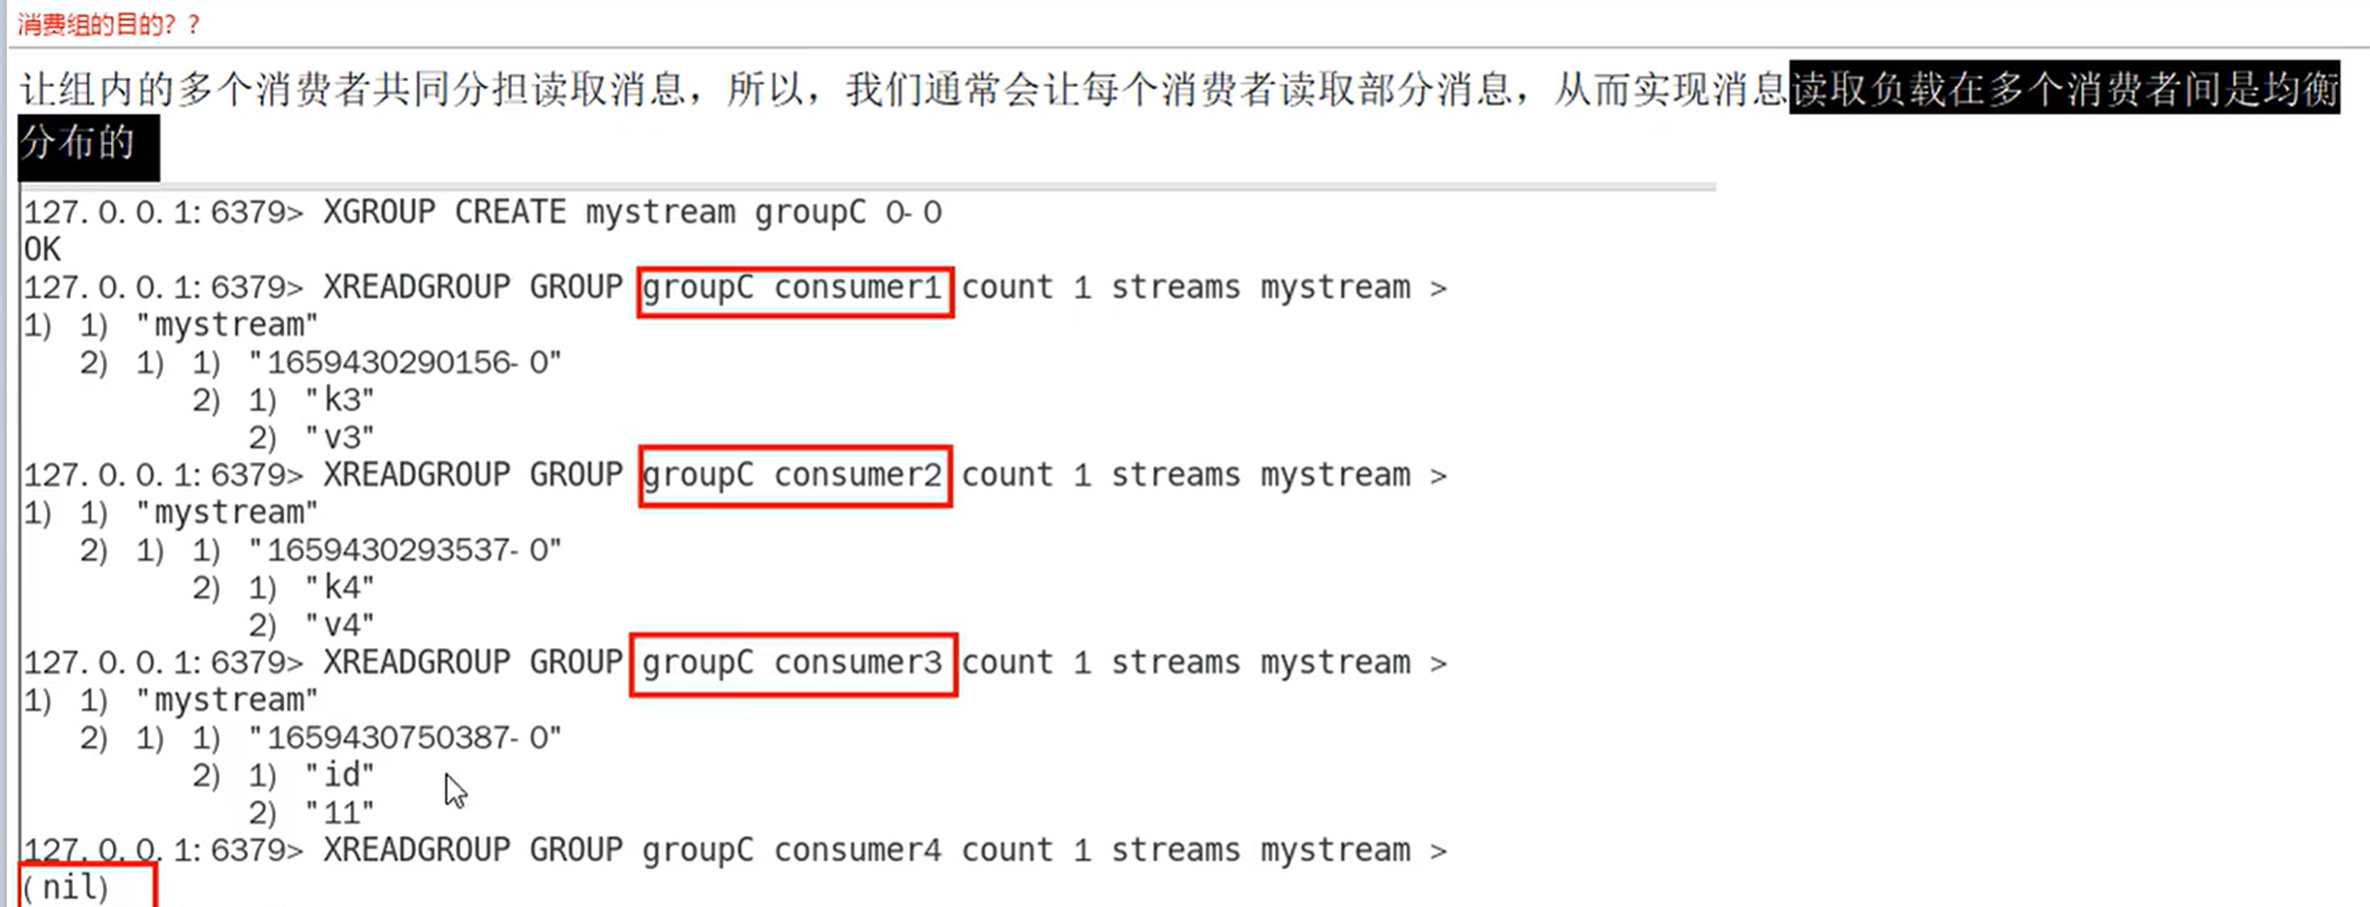 消费组的目的？？
让组内的多个消费者共同分担读取消息，所以，我们通常会让每个消费者读取部分消息，从而实现消息读取负载在多个消费者间是均衡
分布的
127.0.0.1:6379> XGROUP CREATE mystream groupC 0-0
OK
127.0.0.1:6379> XREADGROUP GROUP groupC consumer1 count 1 streams mystream >
1) 1) "mystream"
   2) 1) 1) "1659430290156-0"
         2) 1) "k3"
            2) "v3"
127.0.0.1:6379> XREADGROUP GROUP groupC consumer2 count 1 streams mystream >
1) 1) "mystream"
   2) 1) 1) "1659430293537-0"
         2) 1) "k4"
            2) "v4"
127.0.0.1:6379> XREADGROUP GROUP groupC consumer3 count 1 streams mystream >
1) 1) "mystream"
   2) 1) 1) "1659430750387-0"
         2) 1) "id"
            2) "11"
127.0.0.1:6379> XREADGROUP GROUP groupC consumer4 count 1 streams mystream >
(nil)